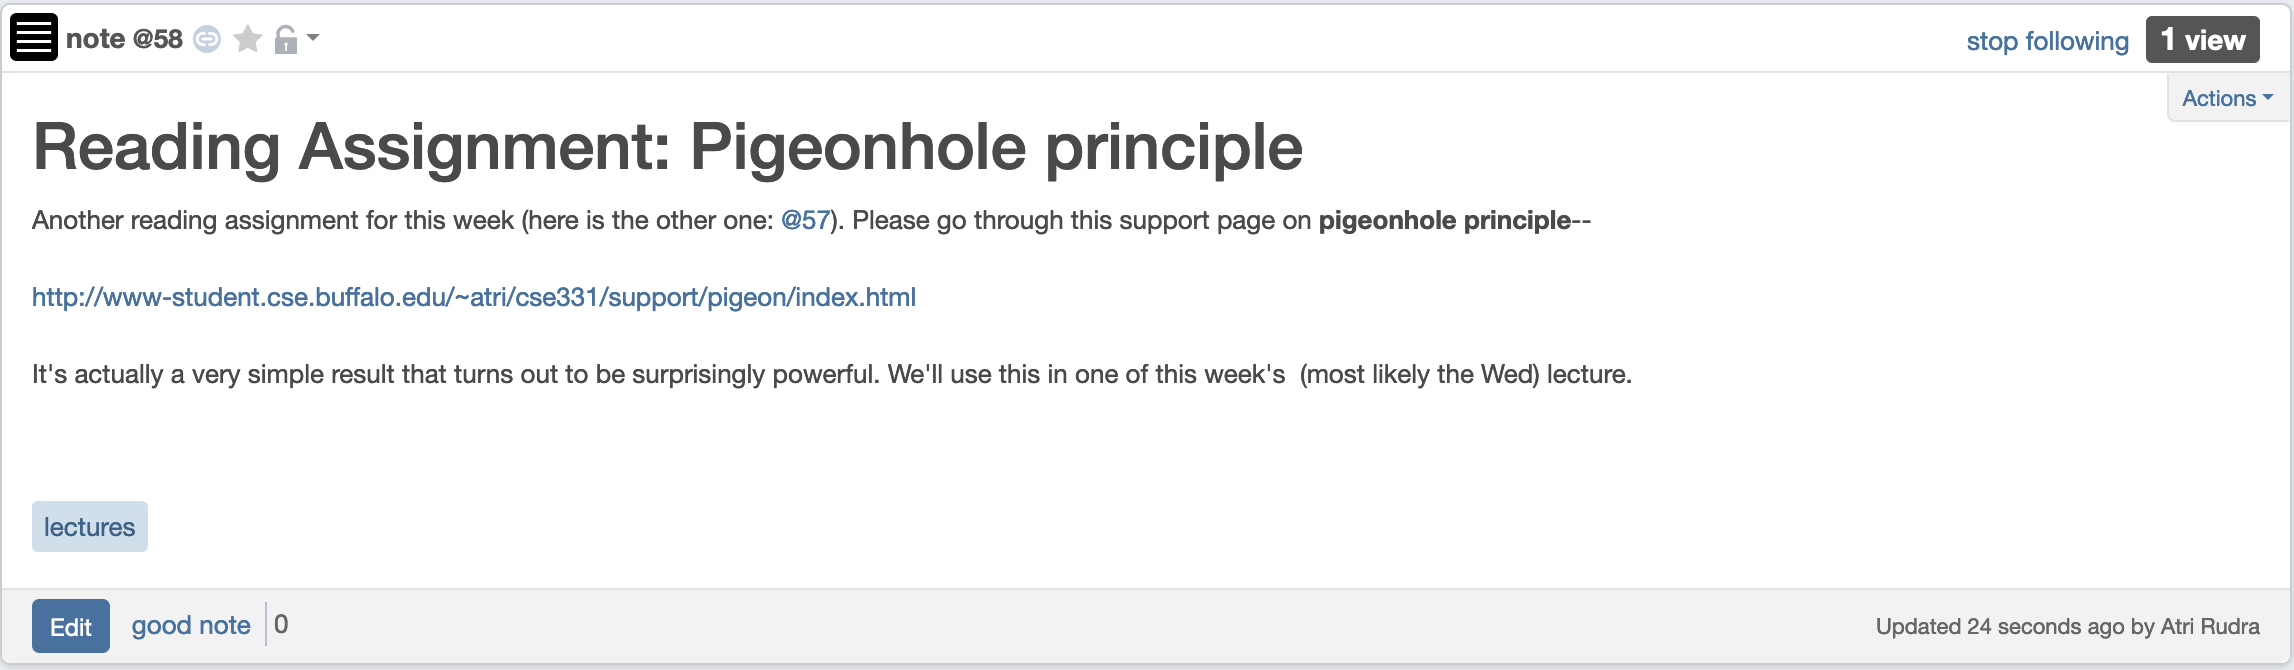 note @58
stop following
1 view
Actions
Reading Assignment: Pigeonhole principle
Another reading assignment for this week (here is the other one: @57). Please go through this support page on pigeonhole principle--
http://www-student.cse.buffalo.edu/~atri/cse331/support/pigeon/index.html
It's actually a very simple result that turns out to be surprisingly powerful. We'll use this in one of this week's  (most likely the Wed) lecture.
lectures
Edit
good note
0
Updated 24 seconds ago by Atri Rudra